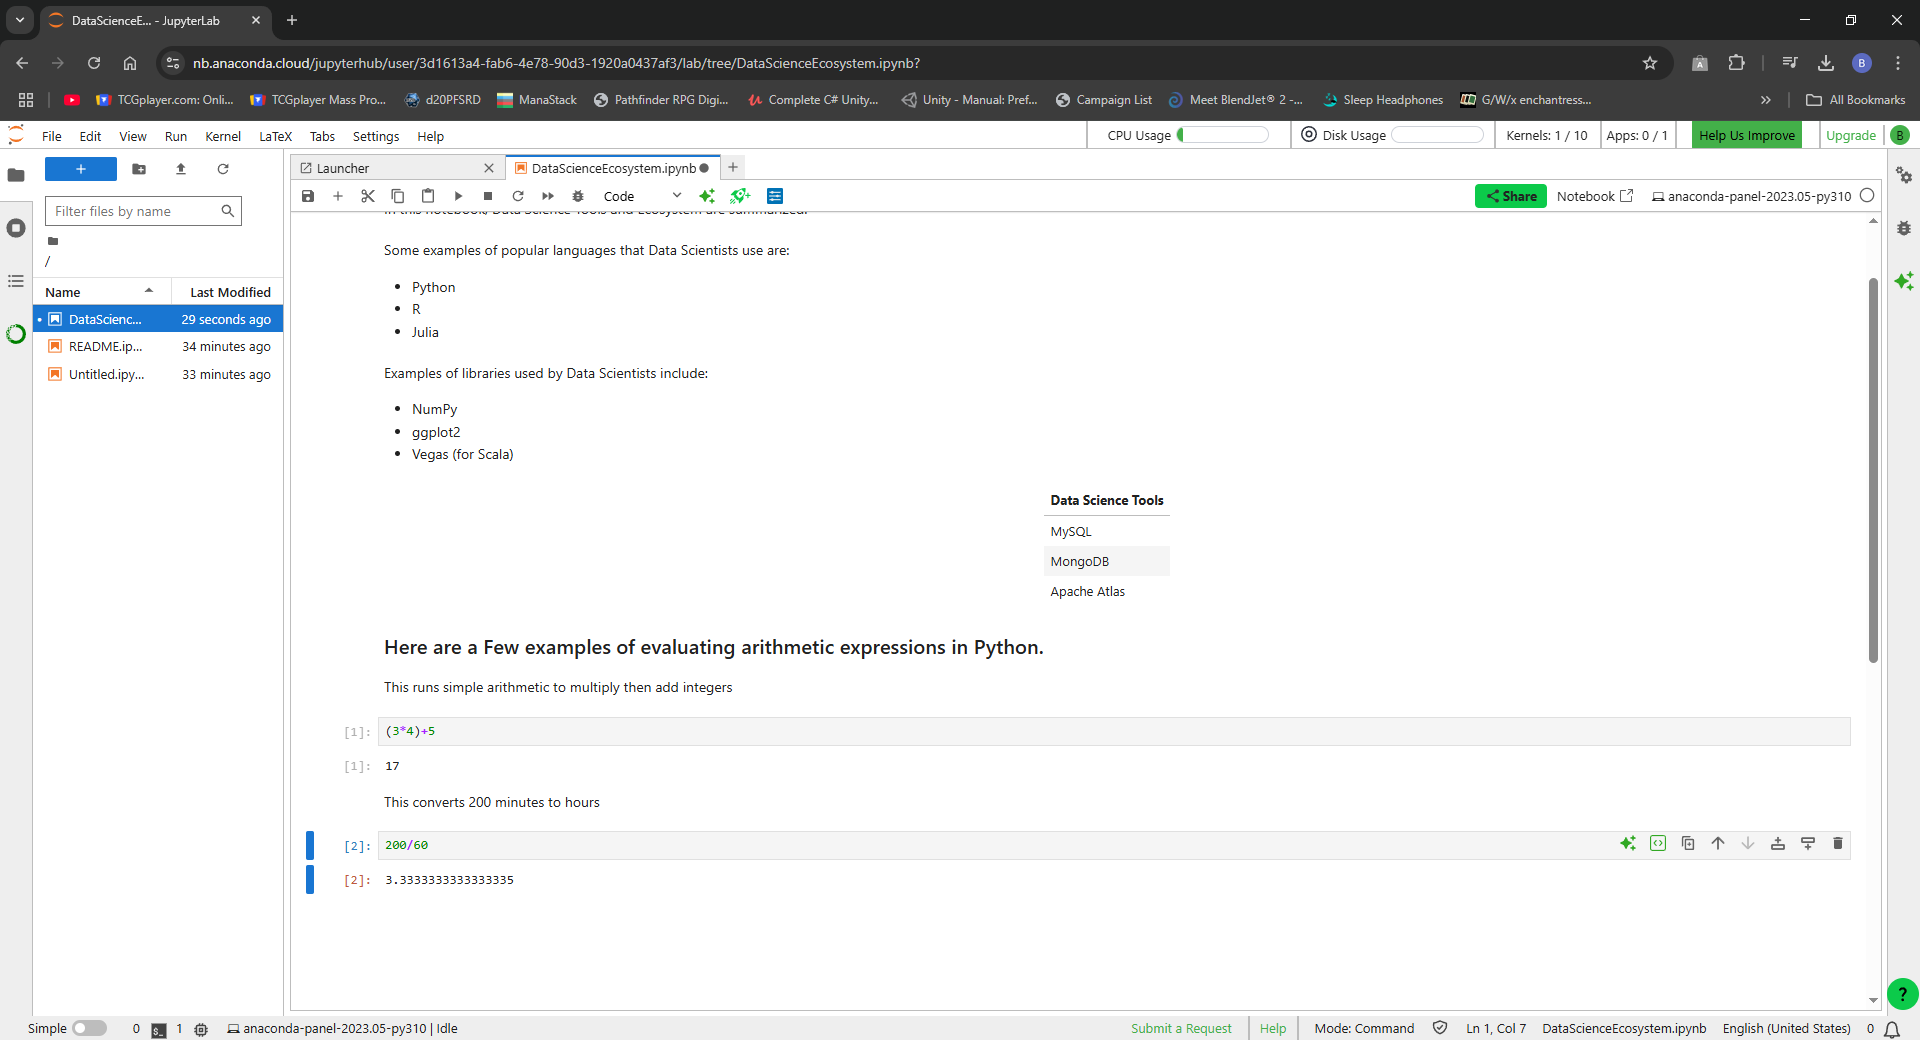 DataScienceE... - JupyterLab
nb.anaconda.cloud/jupyterhub/user/3d1613a4-fab6-4e78-90d3-1920a0437af3/lab/tree/DataScienceEcosystem.ipynb?
B
TCGplayer.com: Onli...
TCGplayer Mass Pro...
d20PFSRD
ManaStack
Pathfinder RPG Digi...
Complete C# Unity...
Unity - Manual: Pref...
Campaign List
Meet BlendJet® 2 -...
Sleep Headphones
G/W/x enchantress...
All Bookmarks
File Edit View Run Kernel LaTeX Tabs Settings Help
CPU Usage
Disk Usage
Kernels: 1 / 10
Apps: 0 / 1
Help Us Improve
Upgrade
B
Filter files by name
/
Name Last Modified
DataScienc... 29 seconds ago
README.ip... 34 minutes ago
Untitled.ipy... 33 minutes ago
Launcher
DataScienceEcosystem.ipynb
Code
Share
Notebook
anaconda-panel-2023.05-py310
In this notebook, Data Science Tools and Ecosystem are summarized.
Some examples of popular languages that Data Scientists use are:
Python
R
Julia
Examples of libraries used by Data Scientists include:
NumPy
ggplot2
Vegas (for Scala)
Data Science Tools
MySQL
MongoDB
Apache Atlas
Here are a Few examples of evaluating arithmetic expressions in Python.
This runs simple arithmetic to multiply then add integers
[1]: (3*4)+5
[1]: 17
This converts 200 minutes to hours
[2]: 200/60
[2]: 3.3333333333333335
?
Simple 0 1 anaconda-panel-2023.05-py310 | Idle
Submit a Request Help Mode: Command Ln 1, Col 7 DataScienceEcosystem.ipynb English (United States) 0